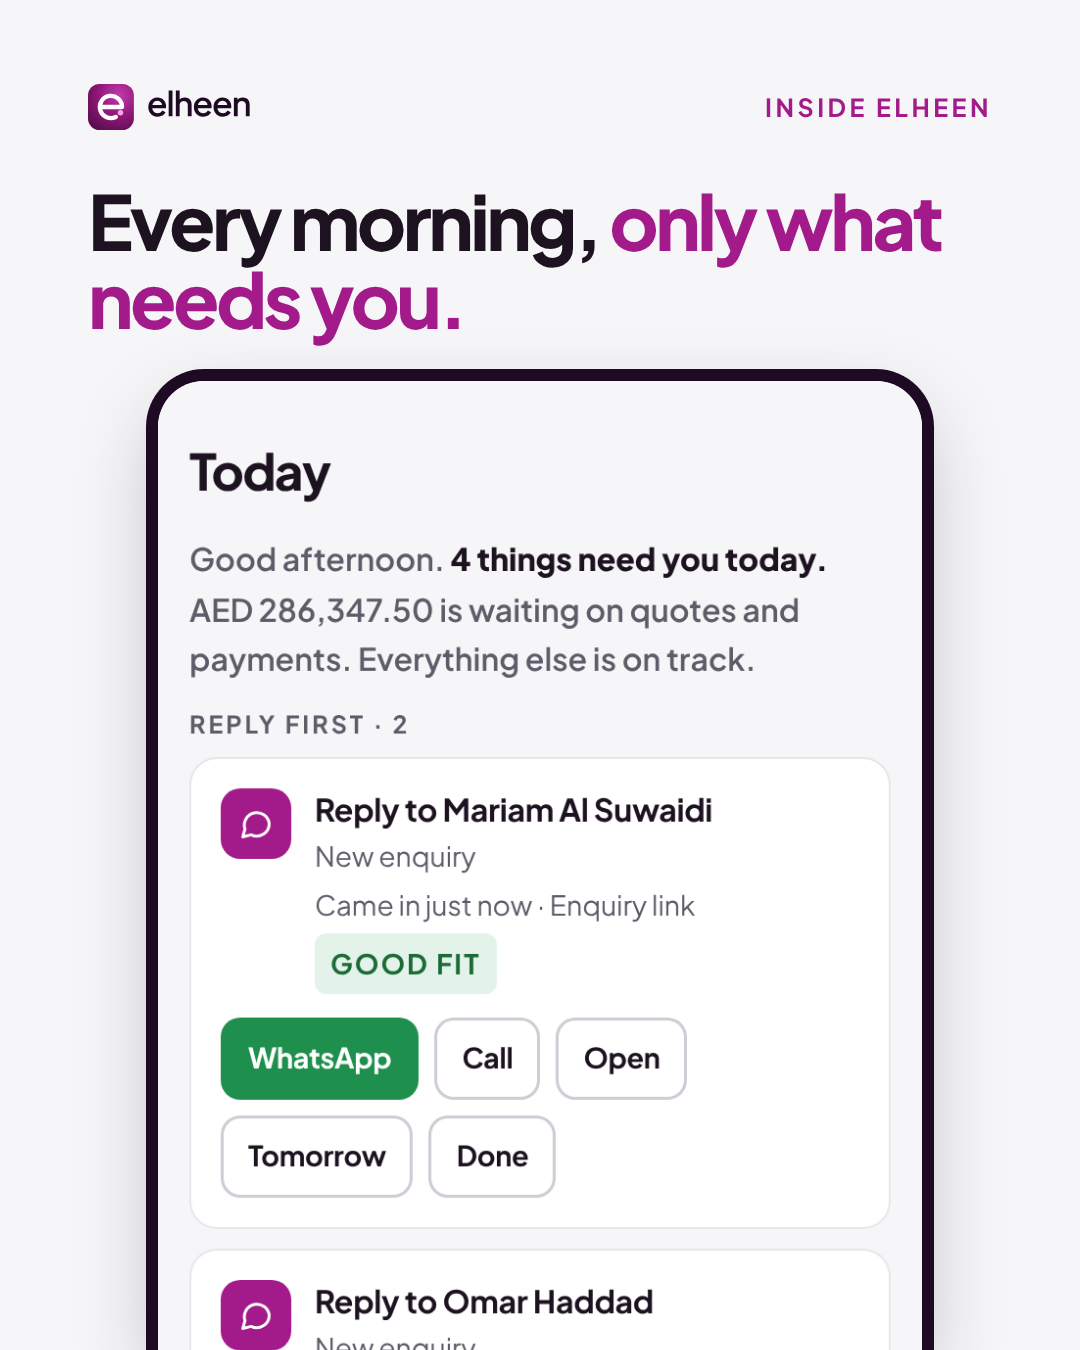 elheen
INSIDE ELHEEN
Every morning, only what
needs you.
Today
Good afternoon. 4 things need you today.
AED 286,347.50 is waiting on quotes and
payments. Everything else is on track.
REPLY FIRST · 2
Reply to Mariam Al Suwaidi
New enquiry
Came in just now · Enquiry link
GOOD FIT
WhatsApp
Call
Open
Tomorrow
Done
Reply to Omar Haddad
New enquiry